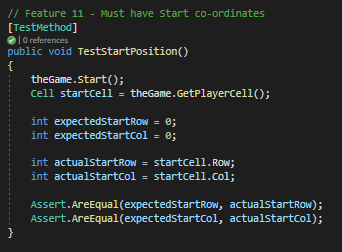 // Feature 11 - Must have Start co-ordinates
[TestMethod]
| 0 references
public void TestStartPosition()
{
theGame.Start();
Cell startCell = theGame.GetPlayerCell();
int expectedStartRow = 0;
int expectedStartCol = 0;
int actualStartRow = startCell.Row;
int actualStartCol = startCell.Col;
Assert.AreEqual(expectedStartRow, actualStartRow);
Assert.AreEqual(expectedStartCol, actualStartCol);
}